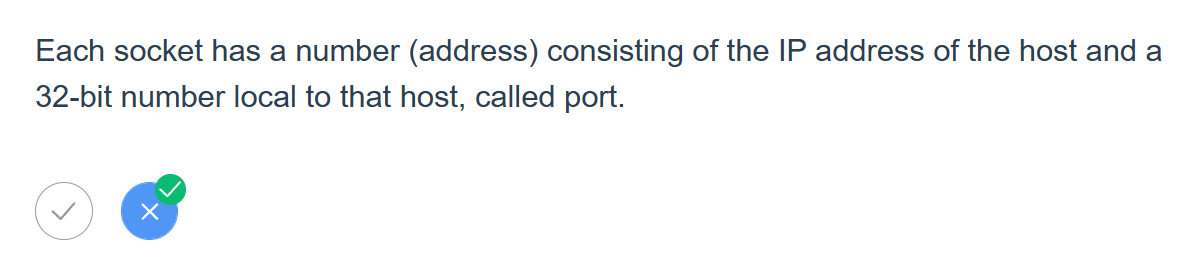 Each socket has a number (address) consisting of the IP address of the host and a
32-bit number local to that host, called port.